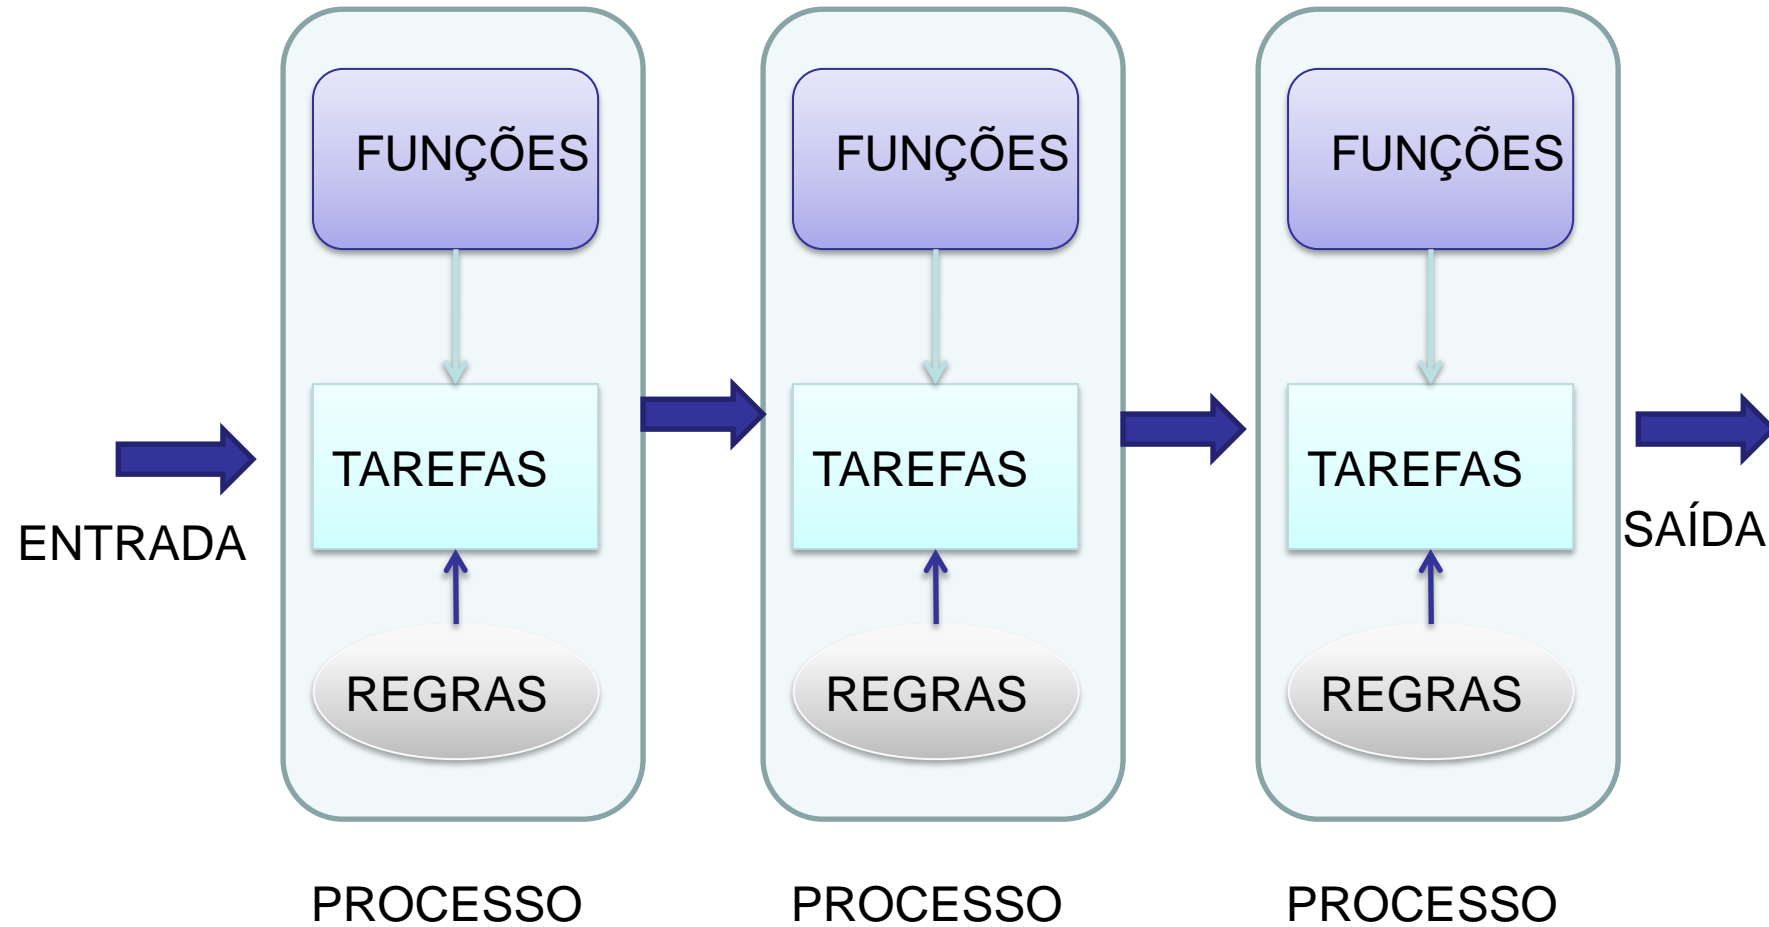 FUNÇÕES
FUNÇÕES
FUNÇÕES
TAREFAS
TAREFAS
TAREFAS
ENTRADA
SAÍDA
REGRAS
REGRAS
REGRAS
PROCESSO
PROCESSO
PROCESSO